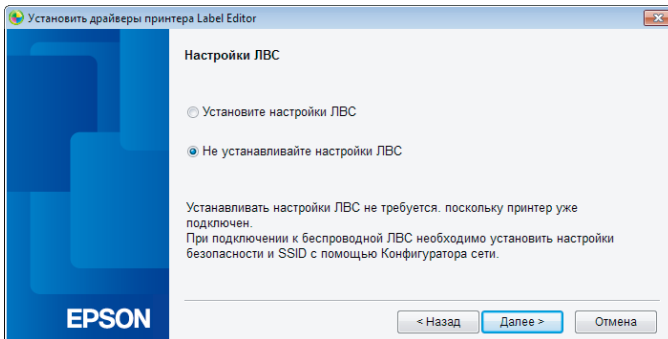 Установить драйверы принтера Label Editor
Настройки ЛВС
Установите настройки ЛВС
Не устанавливайте настройки ЛВС
Устанавливать настройки ЛВС не требуется. поскольку принтер уже
подключен.
При подключении к беспроводной ЛВС необходимо установить настройки
безопасности и SSID с помощью Конфигуратора сети.
EPSON
< Назад
Далее >
Отмена